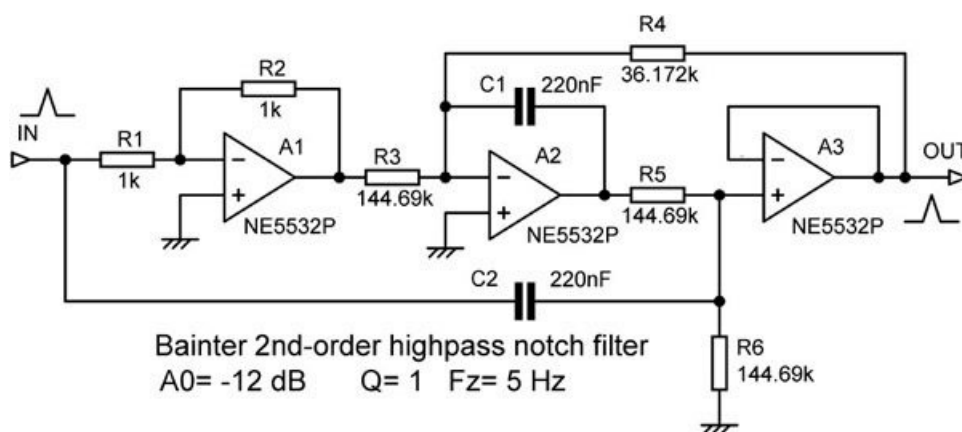 R4
36.172k
R2
1k
C1 220nF
IN
R1
1k
A1
R3
144.69k
A2
R5
144.69k
A3
OUT
−
+
−
+
−
+
NE5532P
NE5532P
NE5532P
C2 220nF
Bainter 2nd-order highpass notch filter
A0= -12 dB Q= 1 Fz= 5 Hz
R6
144.69k